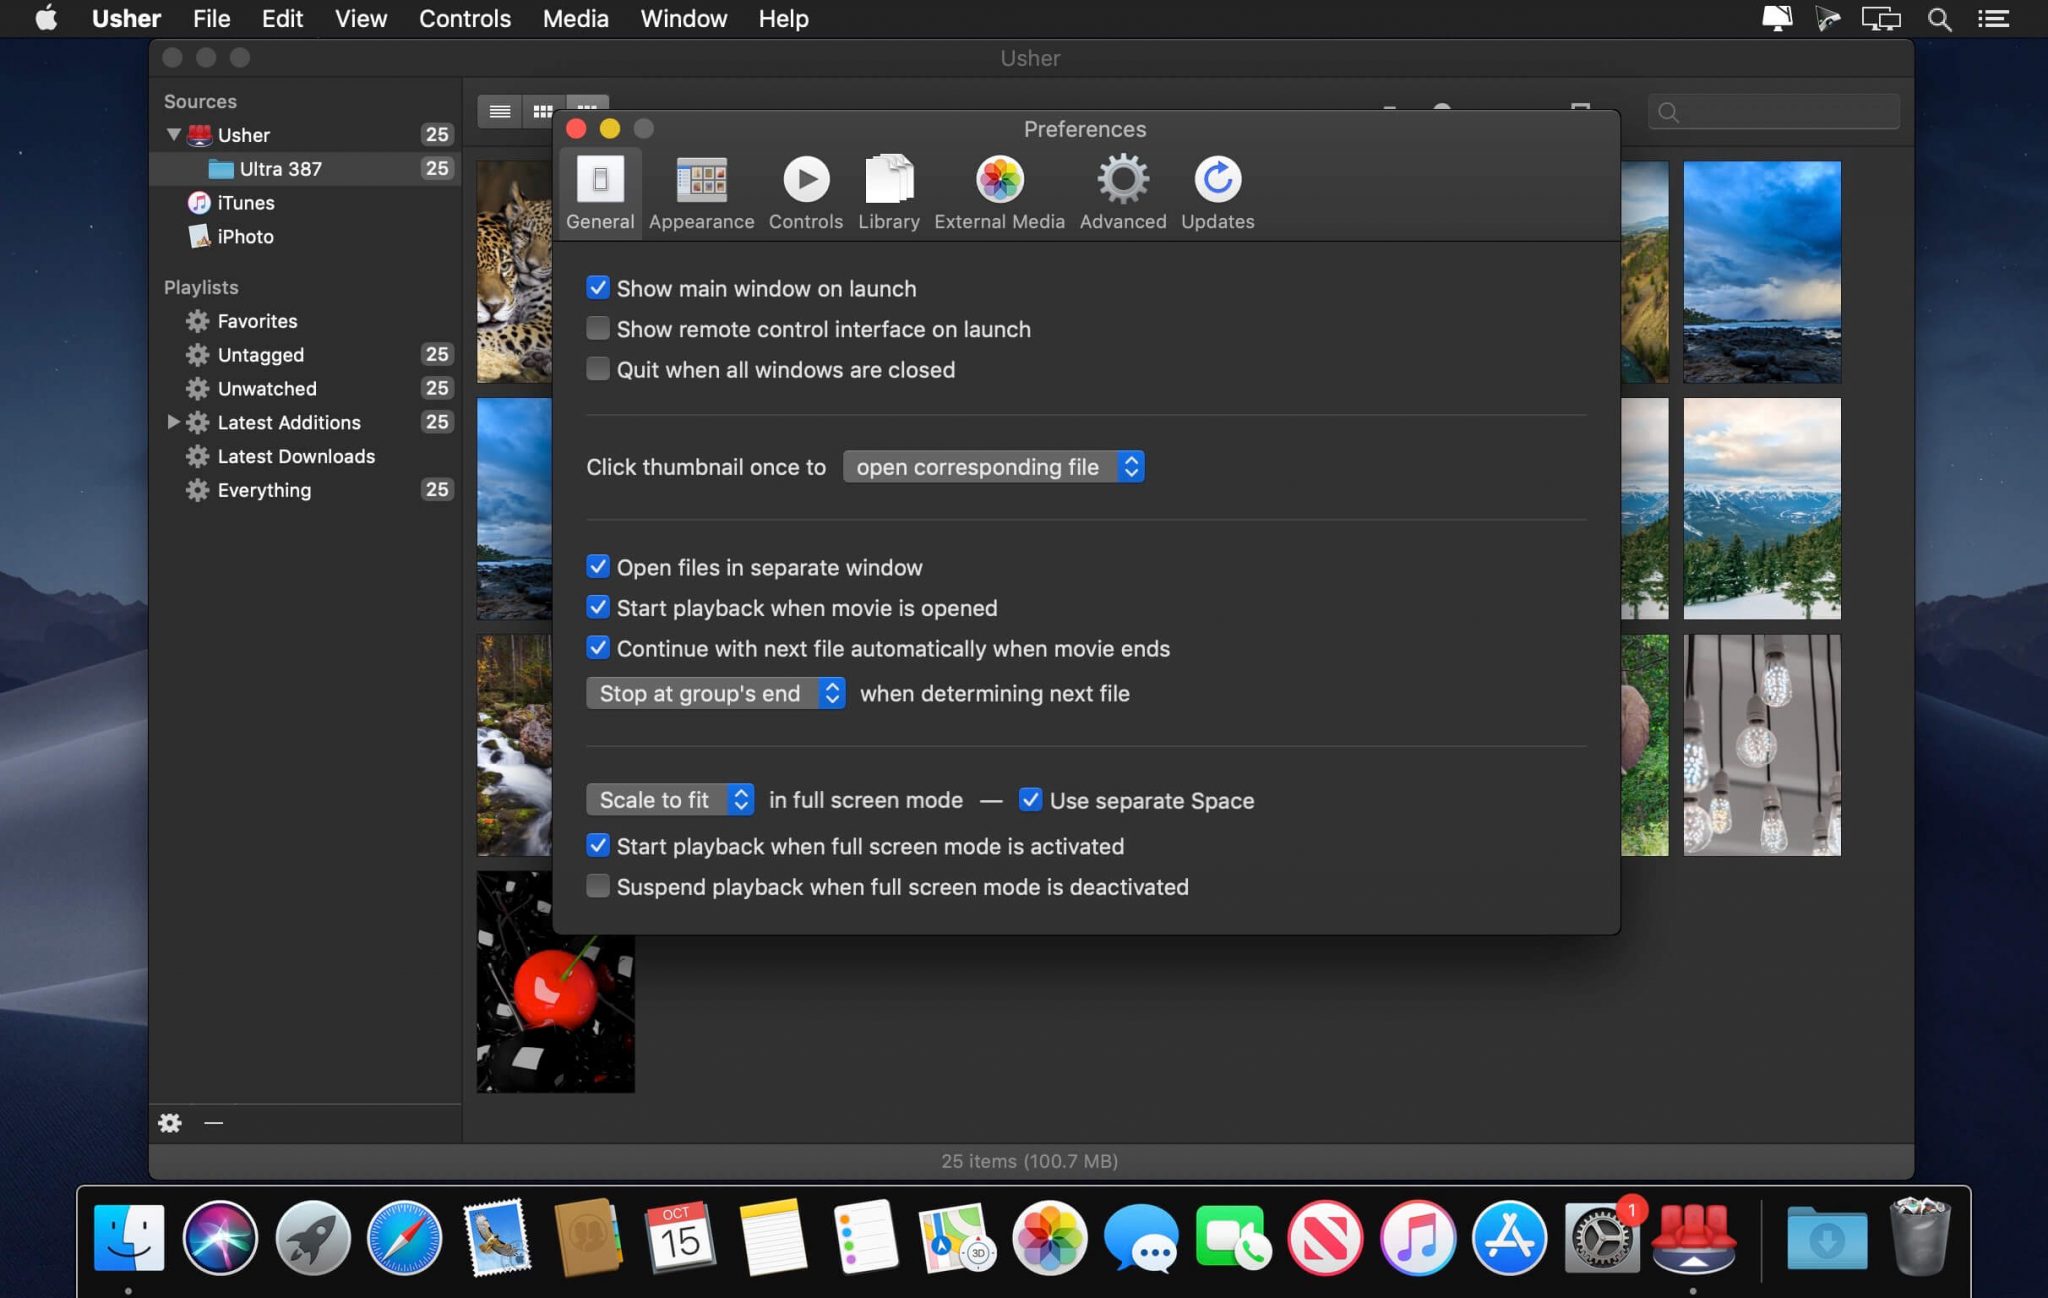 Usher File Edit View Controls Media Window Help
Usher
Sources
Usher 25
Ultra 387 25
iTunes
iPhoto
Playlists
Favorites
Untagged 25
Unwatched 25
Latest Additions 25
Latest Downloads
Everything 25
Preferences
General Appearance Controls Library External Media Advanced Updates
Show main window on launch
Show remote control interface on launch
Quit when all windows are closed
Click thumbnail once to open corresponding file
Open files in separate window
Start playback when movie is opened
Continue with next file automatically when movie ends
Stop at group's end when determining next file
Scale to fit in full screen mode — Use separate Space
Start playback when full screen mode is activated
Suspend playback when full screen mode is deactivated
25 items (100.7 MB)
OCT
15
3D
1